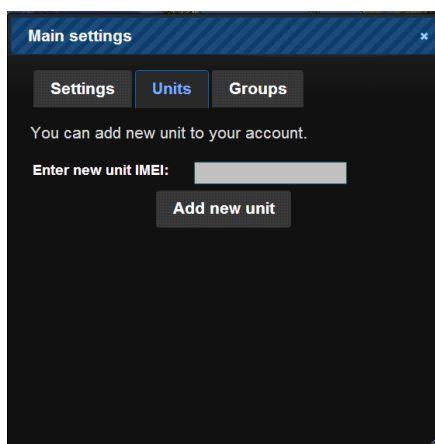 Main settings ×
Settings Units Groups
You can add new unit to your account.
Enter new unit IMEI:
Add new unit